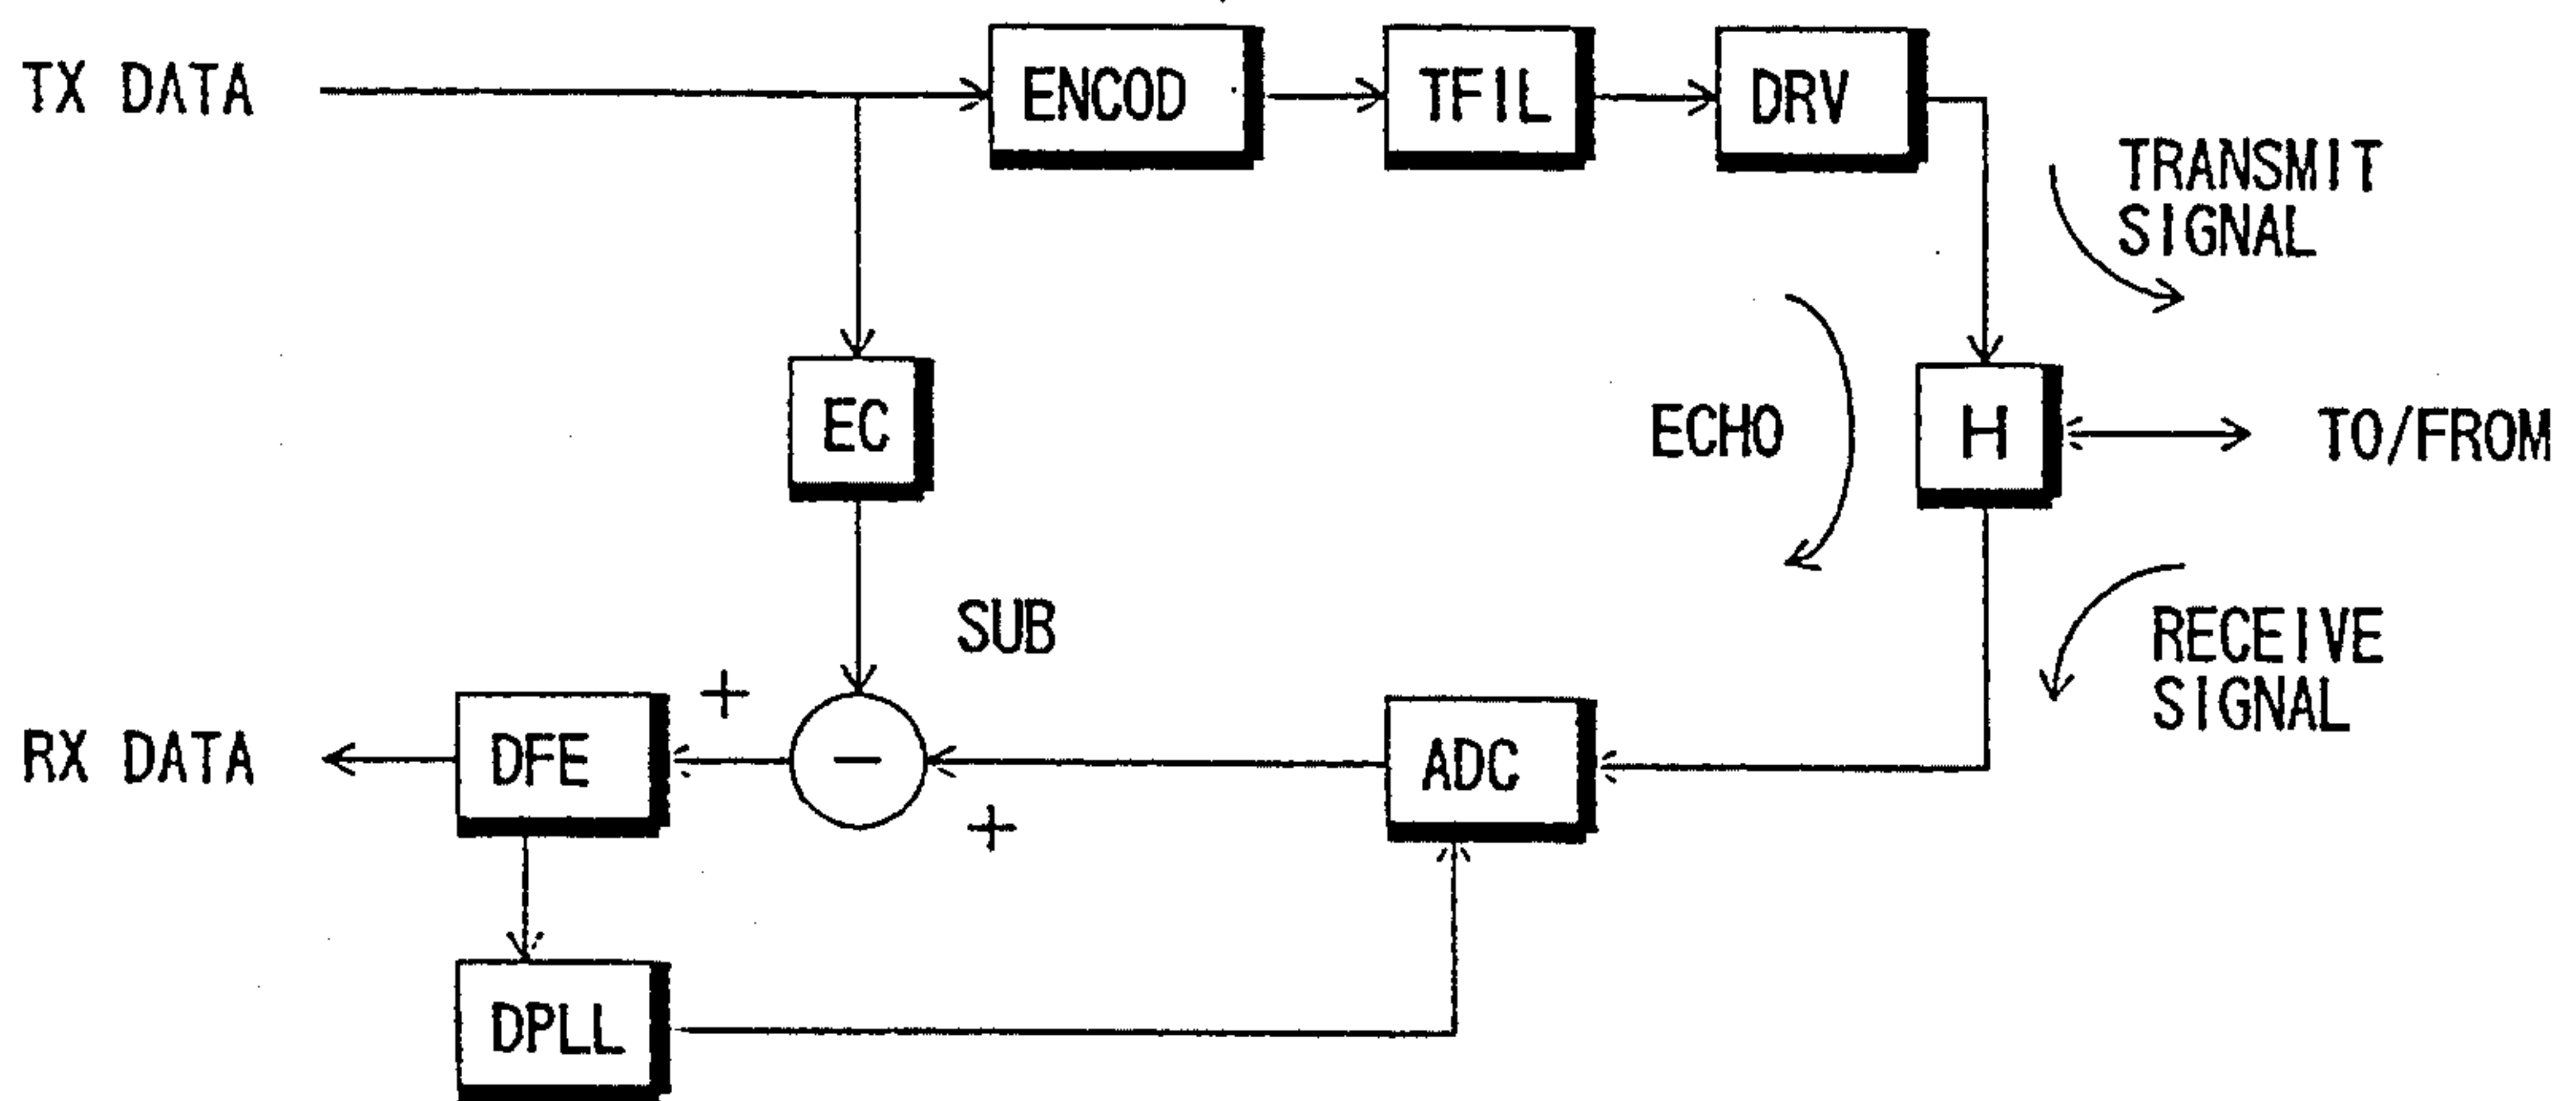 TX DATA
ENCOD
TFIL
DRV
TRANSMIT
SIGNAL
EC
ECHO
H
TO/FROM
SUB
+
RECEIVE
SIGNAL
RX DATA
DFE
−
ADC
+
DPLL